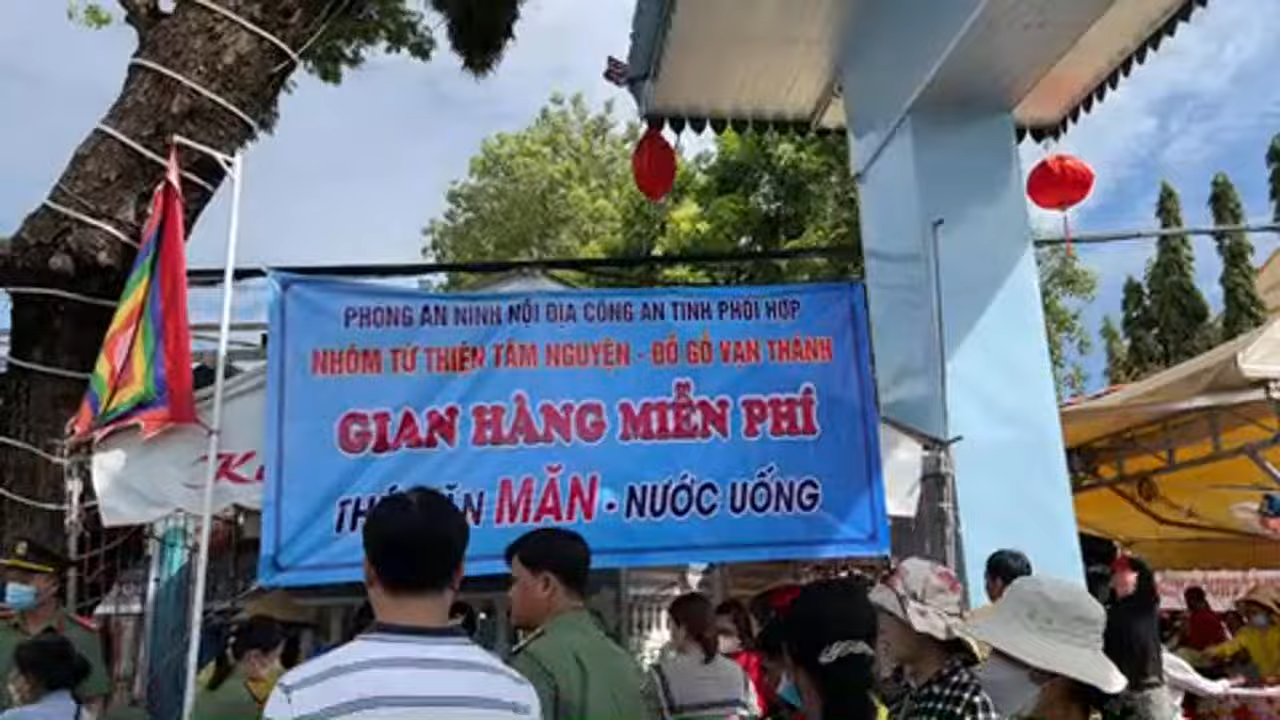 PHÒNG AN NINH NỘI ĐỊA CÔNG AN TỈNH PHỐI HỢP
NHÓM TỪ THIỆN TÂM NGUYỆN - ĐỒ GỖ VẠN THÀNH
GIAN HÀNG MIỄN PHÍ
MẶN - NƯỚC UỐNG